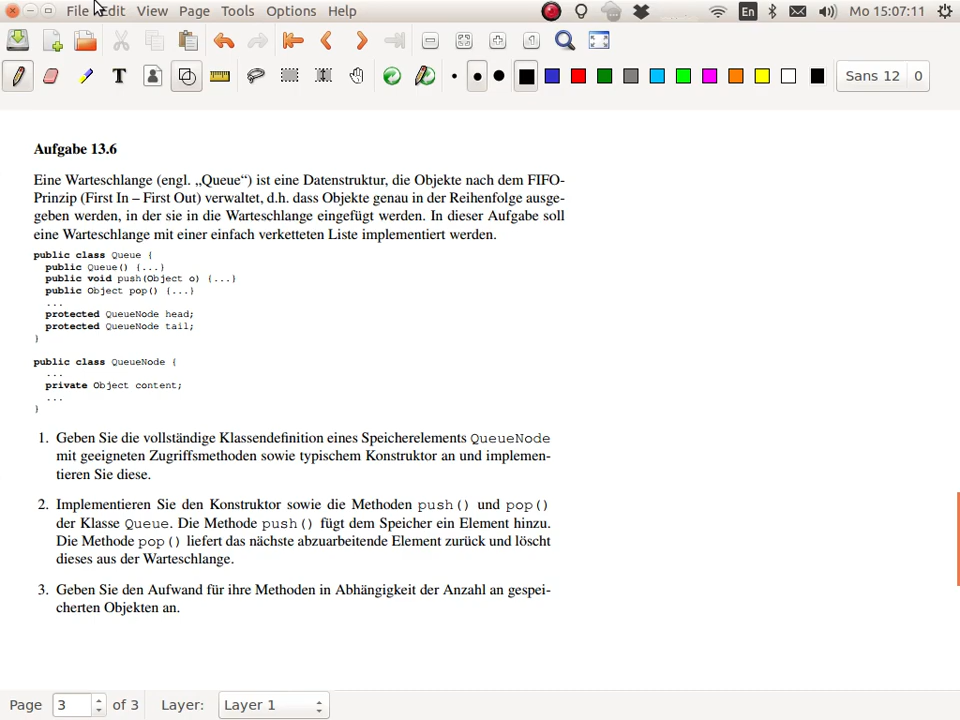 File Edit View Page Tools Options Help
En Mo 15:07:11
T Sans 12 0
Aufgabe 13.6
Eine Warteschlange (engl. „Queue“) ist eine Datenstruktur, die Objekte nach dem FIFO-
Prinzip (First In – First Out) verwaltet, d.h. dass Objekte genau in der Reihenfolge ausge-
geben werden, in der sie in die Warteschlange eingefügt werden. In dieser Aufgabe soll
eine Warteschlange mit einer einfach verketteten Liste implementiert werden.
public class Queue {
public Queue() {...}
public void push(Object o) {...}
public Object pop() {...}
...
protected QueueNode head;
protected QueueNode tail;
}
public class QueueNode {
...
private Object content;
...
}
1. Geben Sie die vollständige Klassendefinition eines Speicherelements QueueNode
mit geeigneten Zugriffsmethoden sowie typischem Konstruktor an und implemen-
tieren Sie diese.
2. Implementieren Sie den Konstruktor sowie die Methoden push() und pop()
der Klasse Queue. Die Methode push() fügt dem Speicher ein Element hinzu.
Die Methode pop() liefert das nächste abzuarbeitende Element zurück und löscht
dieses aus der Warteschlange.
3. Geben Sie den Aufwand für ihre Methoden in Abhängigkeit der Anzahl an gespei-
cherten Objekten an.
Page 3 of 3 Layer: Layer 1